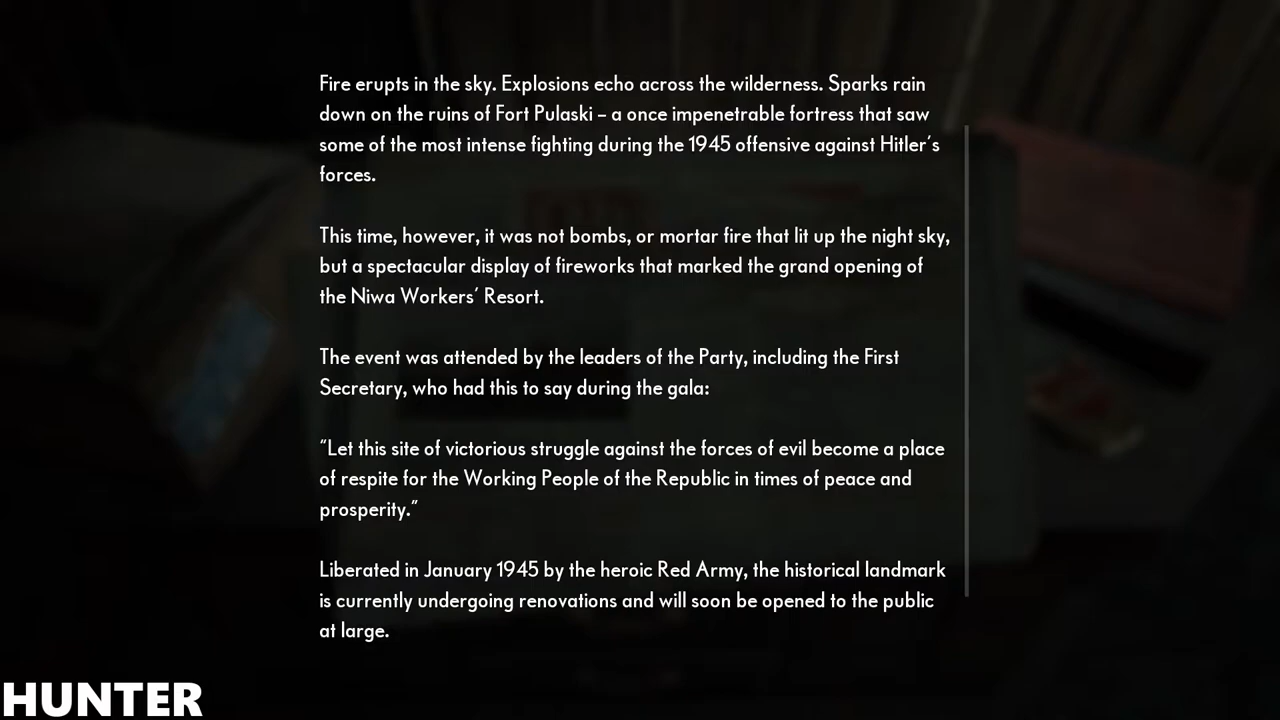 Fire erupts in the sky. Explosions echo across the wilderness. Sparks rain
down on the ruins of Fort Pulaski – a once impenetrable fortress that saw
some of the most intense fighting during the 1945 offensive against Hitler's
forces.
This time, however, it was not bombs, or mortar fire that lit up the night sky,
but a spectacular display of fireworks that marked the grand opening of
the Niwa Workers' Resort.
The event was attended by the leaders of the Party, including the First
Secretary, who had this to say during the gala:
"Let this site of victorious struggle against the forces of evil become a place
of respite for the Working People of the Republic in times of peace and
prosperity."
Liberated in January 1945 by the heroic Red Army, the historical landmark
is currently undergoing renovations and will soon be opened to the public
at large.
HUNTER